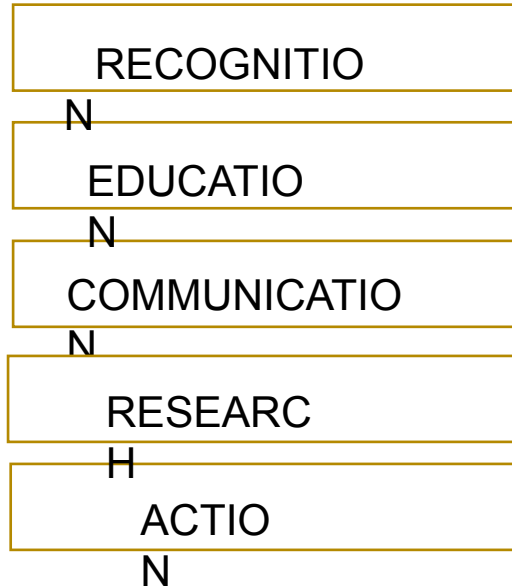 RECOGNITIO
N
EDUCATIO
N
COMMUNICATIO
N
RESEARC
H
ACTIO
N